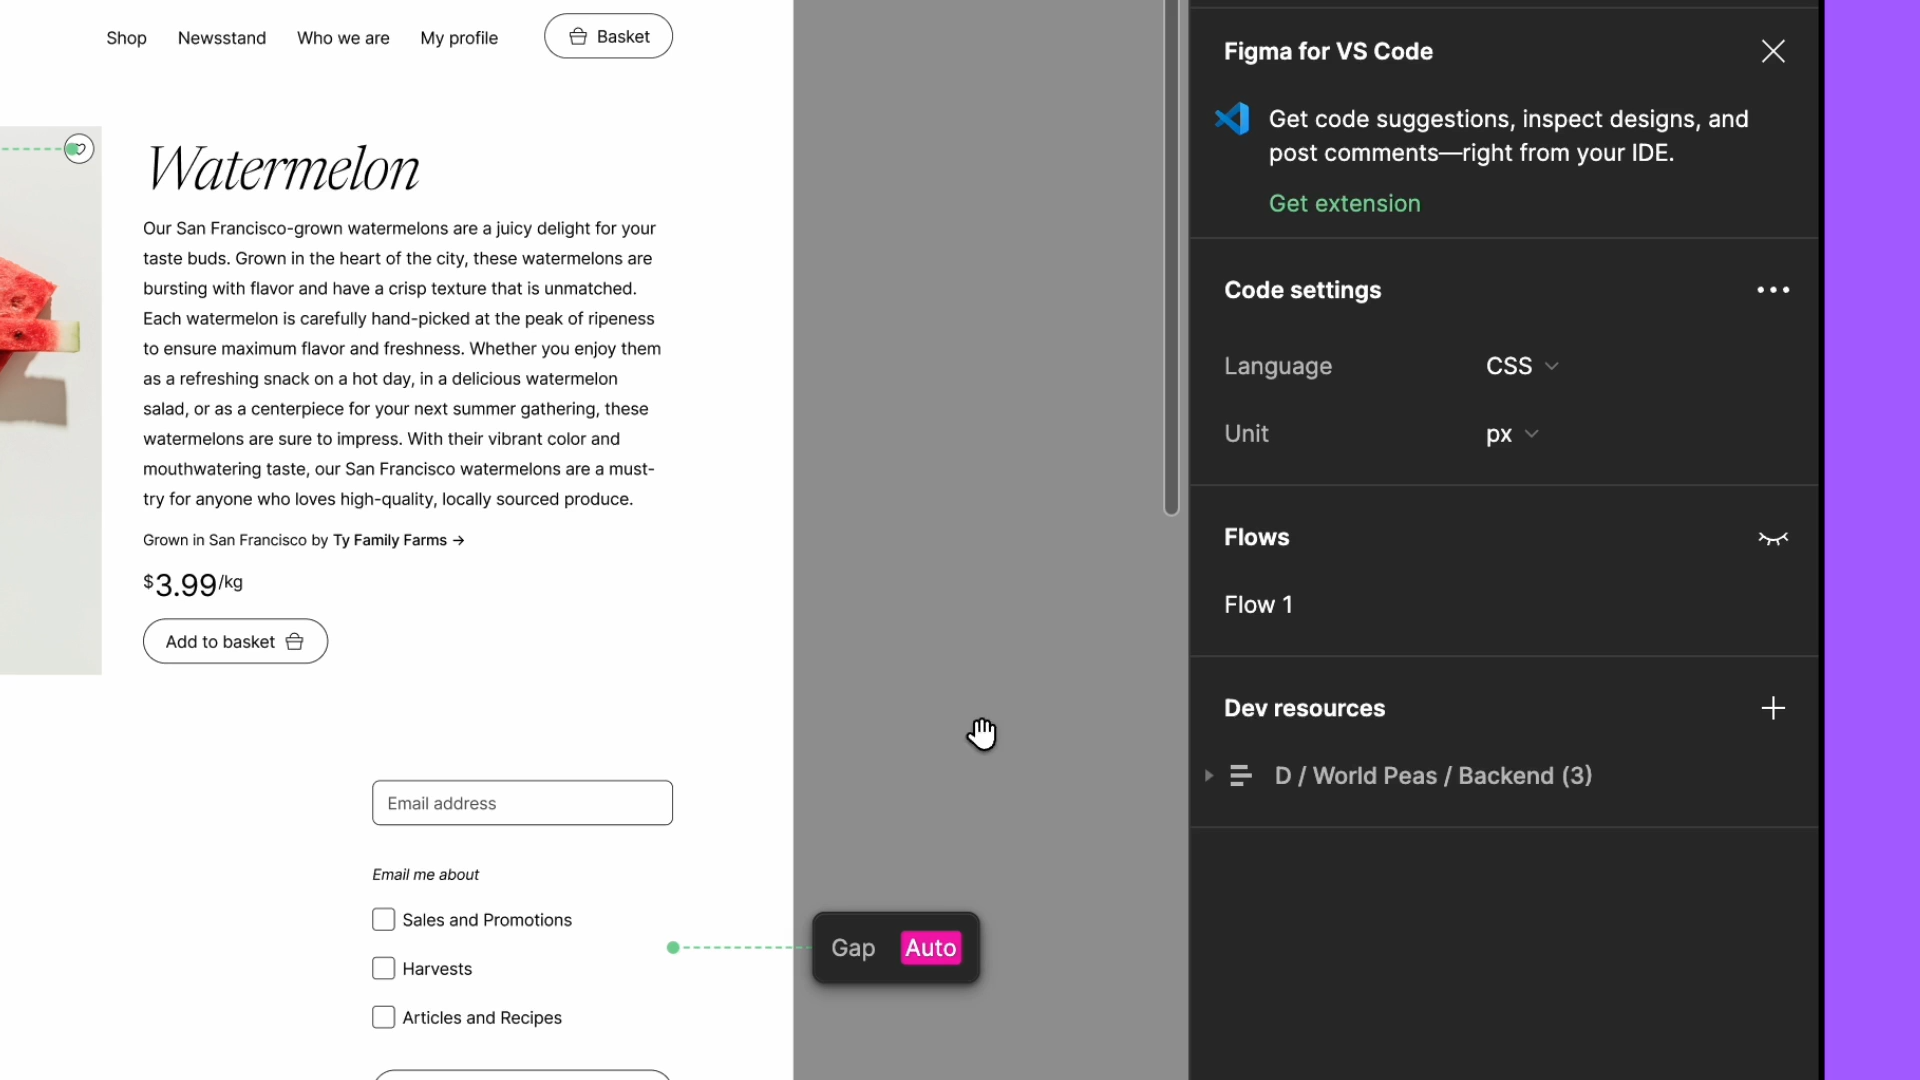 Shop Newsstand Who we are My profile Basket
Watermelon
Our San Francisco-grown watermelons are a juicy delight for your
taste buds. Grown in the heart of the city, these watermelons are
bursting with flavor and have a crisp texture that is unmatched.
Each watermelon is carefully hand-picked at the peak of ripeness
to ensure maximum flavor and freshness. Whether you enjoy them
as a refreshing snack on a hot day, in a delicious watermelon
salad, or as a centerpiece for your next summer gathering, these
watermelons are sure to impress. With their vibrant color and
mouthwatering taste, our San Francisco watermelons are a must-
try for anyone who loves high-quality, locally sourced produce.
Grown in San Francisco by Ty Family Farms →
$3.99/kg
Add to basket
Email address
Email me about
Sales and Promotions
Harvests
Articles and Recipes
Gap Auto
Figma for VS Code
Get code suggestions, inspect designs, and
post comments—right from your IDE.
Get extension
Code settings
Language CSS
Unit px
Flows
Flow 1
Dev resources
D / World Peas / Backend (3)